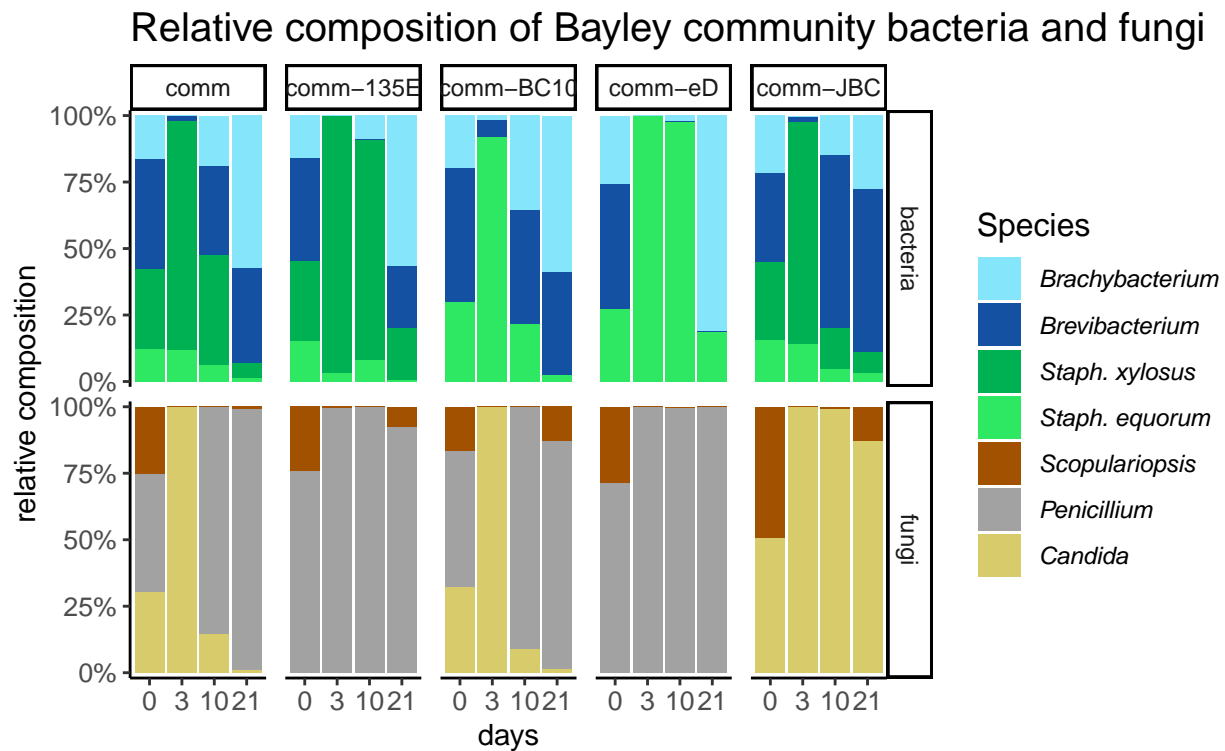 Relative composition of Bayley community bacteria and fungi
comm comm−135E comm−BC10 comm−eD comm−JBC
100%
75%
50%
25%
0%
bacteria
100%
75%
50%
25%
0%
fungi
relative composition
0 3 10 21 0 3 10 21 0 3 10 21 0 3 10 21 0 3 10 21
days
Species
Brachybacterium
Brevibacterium
Staph. xylosus
Staph. equorum
Scopulariopsis
Penicillium
Candida